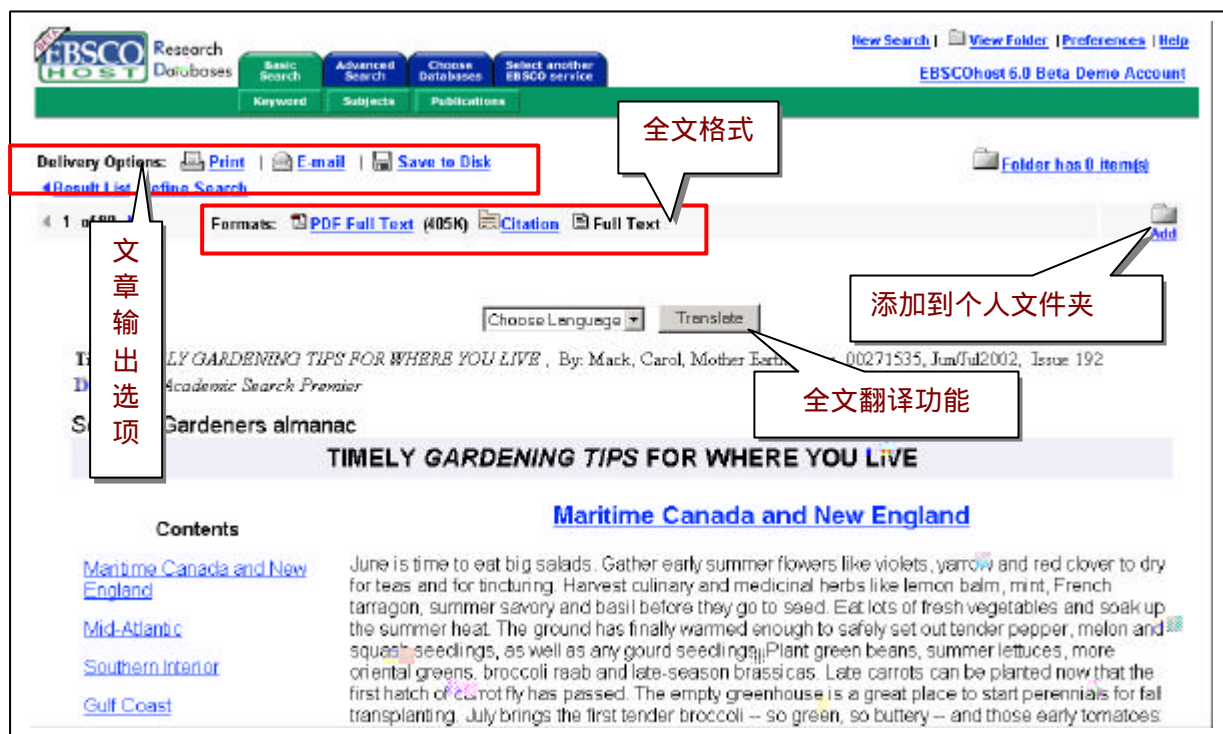 BETA
EBSCO
HOST
Research
Databases
Basic Search
Advanced Search
Choose Databases
Select another EBSCO service
New Search | View Folder | Preferences | Help
EBSCOhost 6.0 Beta Demo Account
Keyword Subjects Publications
全文格式
Delivery Options: Print | E-mail | Save to Disk
Folder has 0 item(s)
Result List Refine Search
1 of
Formats: PDF Full Text (405K) Citation Full Text
Add
文章输出选项
添加到个人文件夹
Choose Language Translate
LY GARDENING TIPS FOR WHERE YOU LIVE , By: Mack, Carol, Mother Earth 00271535, Jun/Jul2002, Issue 192
Academic Search Premier
全文翻译功能
Gardeners almanac
TIMELY GARDENING TIPS FOR WHERE YOU LIVE
Contents
Maritime Canada and New England
Mid-Atlantic
Southern Interior
Gulf Coast
Maritime Canada and New England
June is time to eat big salads. Gather early summer flowers like violets, yarrow and red clover to dry
for teas and for tincturing. Harvest culinary and medicinal herbs like lemon balm, mint, French
tarragon, summer savory and basil before they go to seed. Eat lots of fresh vegetables and soak up
the summer heat. The ground has finally warmed enough to safely set out tender pepper, melon and
squash seedlings, as well as any gourd seedlings. Plant green beans, summer lettuces, more
oriental greens, broccoli raab and late-season brassicas. Late carrots can be planted now that the
first hatch of carrot fly has passed. The empty greenhouse is a great place to start perennials for fall
transplanting. July brings the first tender broccoli -- so green, so buttery -- and those early tomatoes